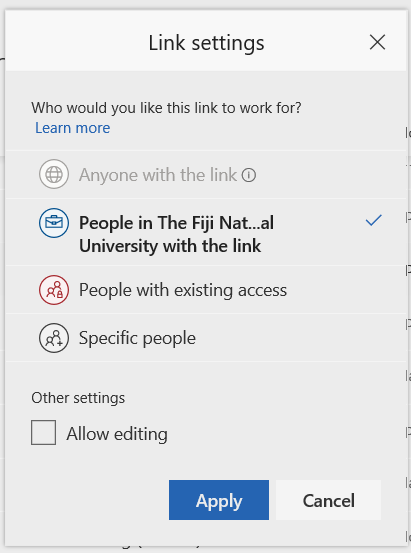 Link settings
Who would you like this link to work for?
Learn more
Anyone with the link
People in The Fiji Nat...al
University with the link
People with existing access
Specific people
Other settings
Allow editing
Apply
Cancel